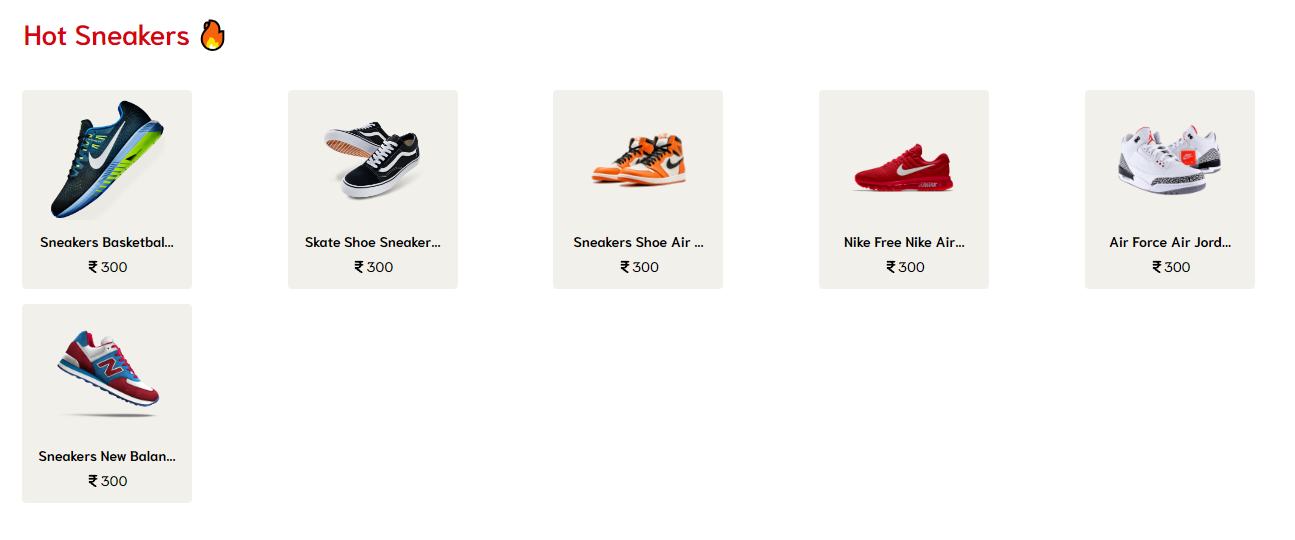 Hot Sneakers 🔥
Sneakers Basketbal...
₹ 300
Skate Shoe Sneaker...
₹ 300
Sneakers Shoe Air ...
₹ 300
Nike Free Nike Air...
₹ 300
Air Force Air Jord...
₹ 300
Sneakers New Balan...
₹ 300